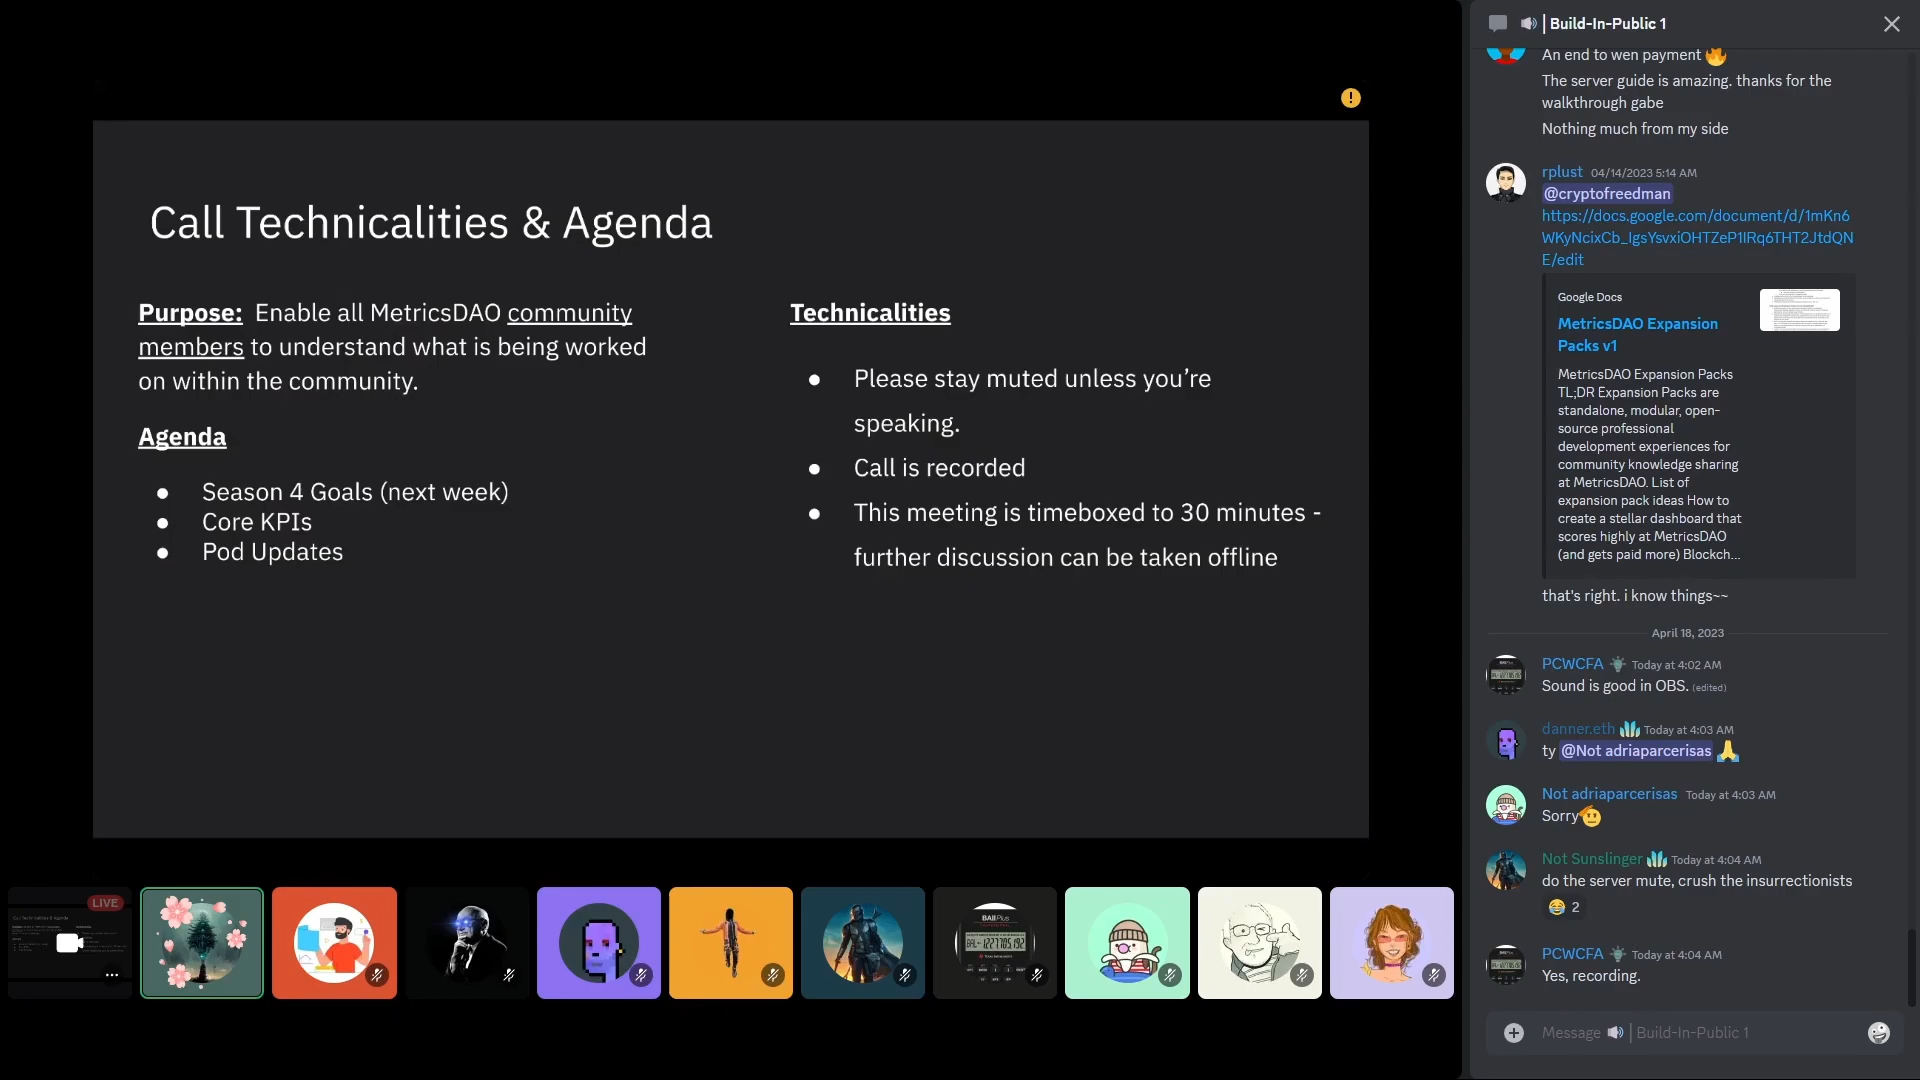 Call Technicalities & Agenda
Purpose: Enable all MetricsDAO community
members to understand what is being worked
on within the community.
Agenda
● Season 4 Goals (next week)
● Core KPIs
● Pod Updates
Technicalities
● Please stay muted unless you’re
speaking.
● Call is recorded
● This meeting is timeboxed to 30 minutes -
further discussion can be taken offline
LIVE
BAII Plus
| Build-In-Public 1
An end to wen payment 🔥
The server guide is amazing. thanks for the
walkthrough gabe
Nothing much from my side
rplust 04/14/2023 5:14 AM
@cryptofreedman
https://docs.google.com/document/d/1mKn6
WKyNcixCb_IgsYsvxiOHTZeP1IRq6THT2JtdQN
E/edit
Google Docs
MetricsDAO Expansion
Packs v1
MetricsDAO Expansion Packs
TL;DR Expansion Packs are
standalone, modular, open-
source professional
development experiences for
community knowledge sharing
at MetricsDAO. List of
expansion pack ideas How to
create a stellar dashboard that
scores highly at MetricsDAO
(and gets paid more) Blockch...
that's right. i know things~~
April 18, 2023
PCWCFA Today at 4:02 AM
Sound is good in OBS. (edited)
danner.eth Today at 4:03 AM
ty @Not adriaparcerisas 🙏
Not adriaparcerisas Today at 4:03 AM
Sorry🫡
Not Sunslinger Today at 4:04 AM
do the server mute, crush the insurrectionists
😂 2
PCWCFA Today at 4:04 AM
Yes, recording.
Message | Build-In-Public 1